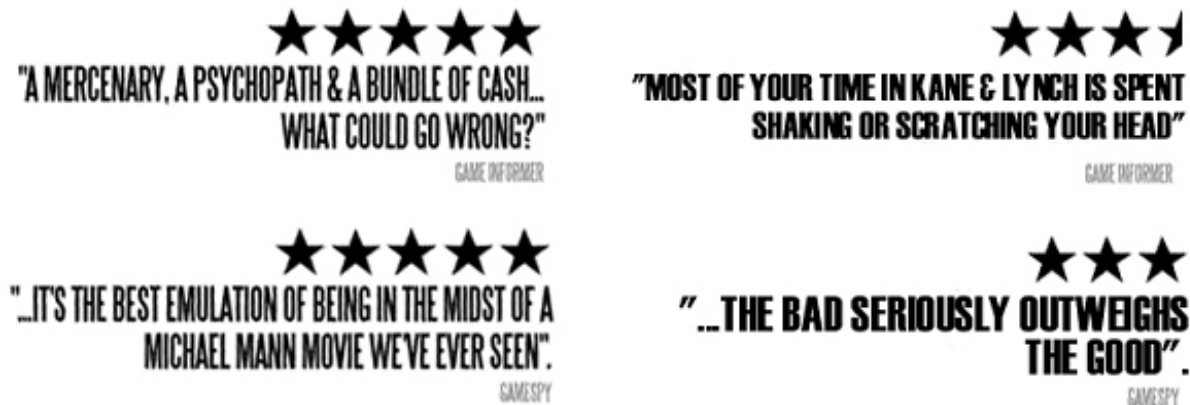 "A MERCENARY, A PSYCHOPATH & A BUNDLE OF CASH...
WHAT COULD GO WRONG?"
GAME INFORMER
"...IT'S THE BEST EMULATION OF BEING IN THE MIDST OF A
MICHAEL MANN MOVIE WE'VE EVER SEEN".
GAMESPY
"MOST OF YOUR TIME IN KANE & LYNCH IS SPENT
SHAKING OR SCRATCHING YOUR HEAD"
GAME INFORMER
"...THE BAD SERIOUSLY OUTWEIGHS
THE GOOD".
GAMESPY